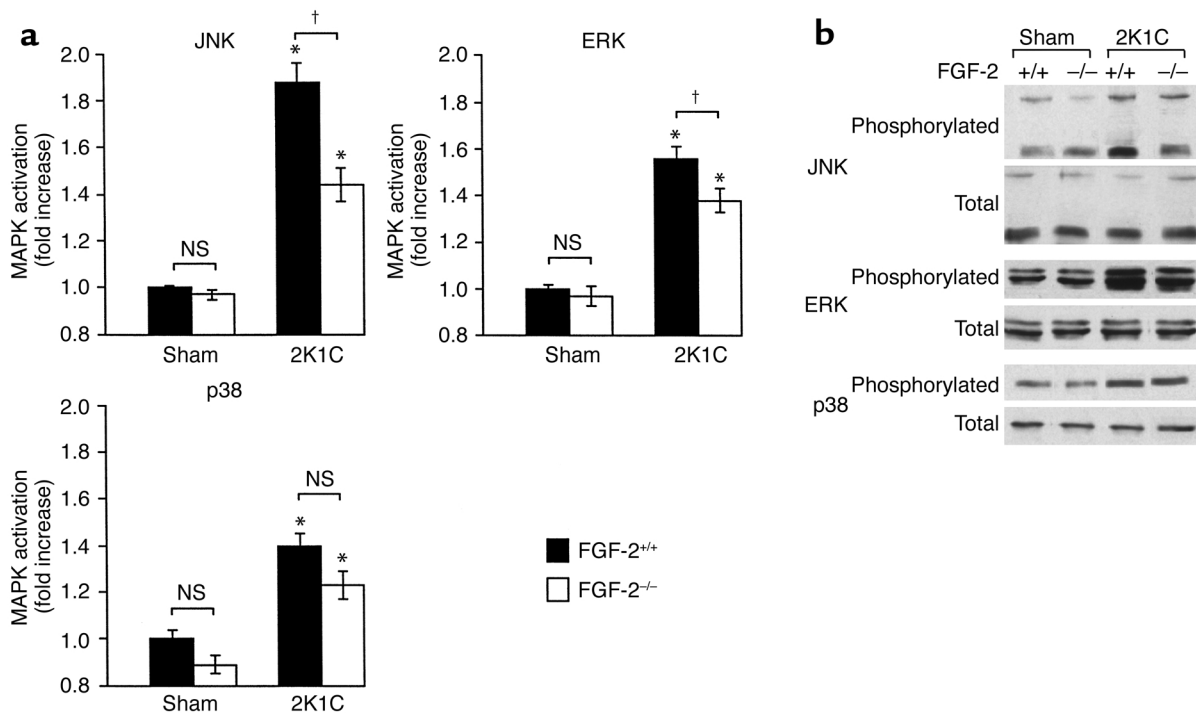 a
JNK
†
2.0
1.8
1.6
1.4
1.2
1.0
0.8
MAPK activation
(fold increase)
*
*
NS
Sham
2K1C
ERK
†
2.0
1.8
1.6
1.4
1.2
1.0
0.8
MAPK activation
(fold increase)
*
*
NS
Sham
2K1C
p38
2.0
1.8
1.6
1.4
1.2
1.0
0.8
MAPK activation
(fold increase)
NS
*
*
NS
Sham
2K1C
FGF-2+/+
FGF-2−/−
b
Sham 2K1C
FGF-2 +/+ −/− +/+ −/−
Phosphorylated
JNK
Total
Phosphorylated
ERK
Total
Phosphorylated
p38
Total